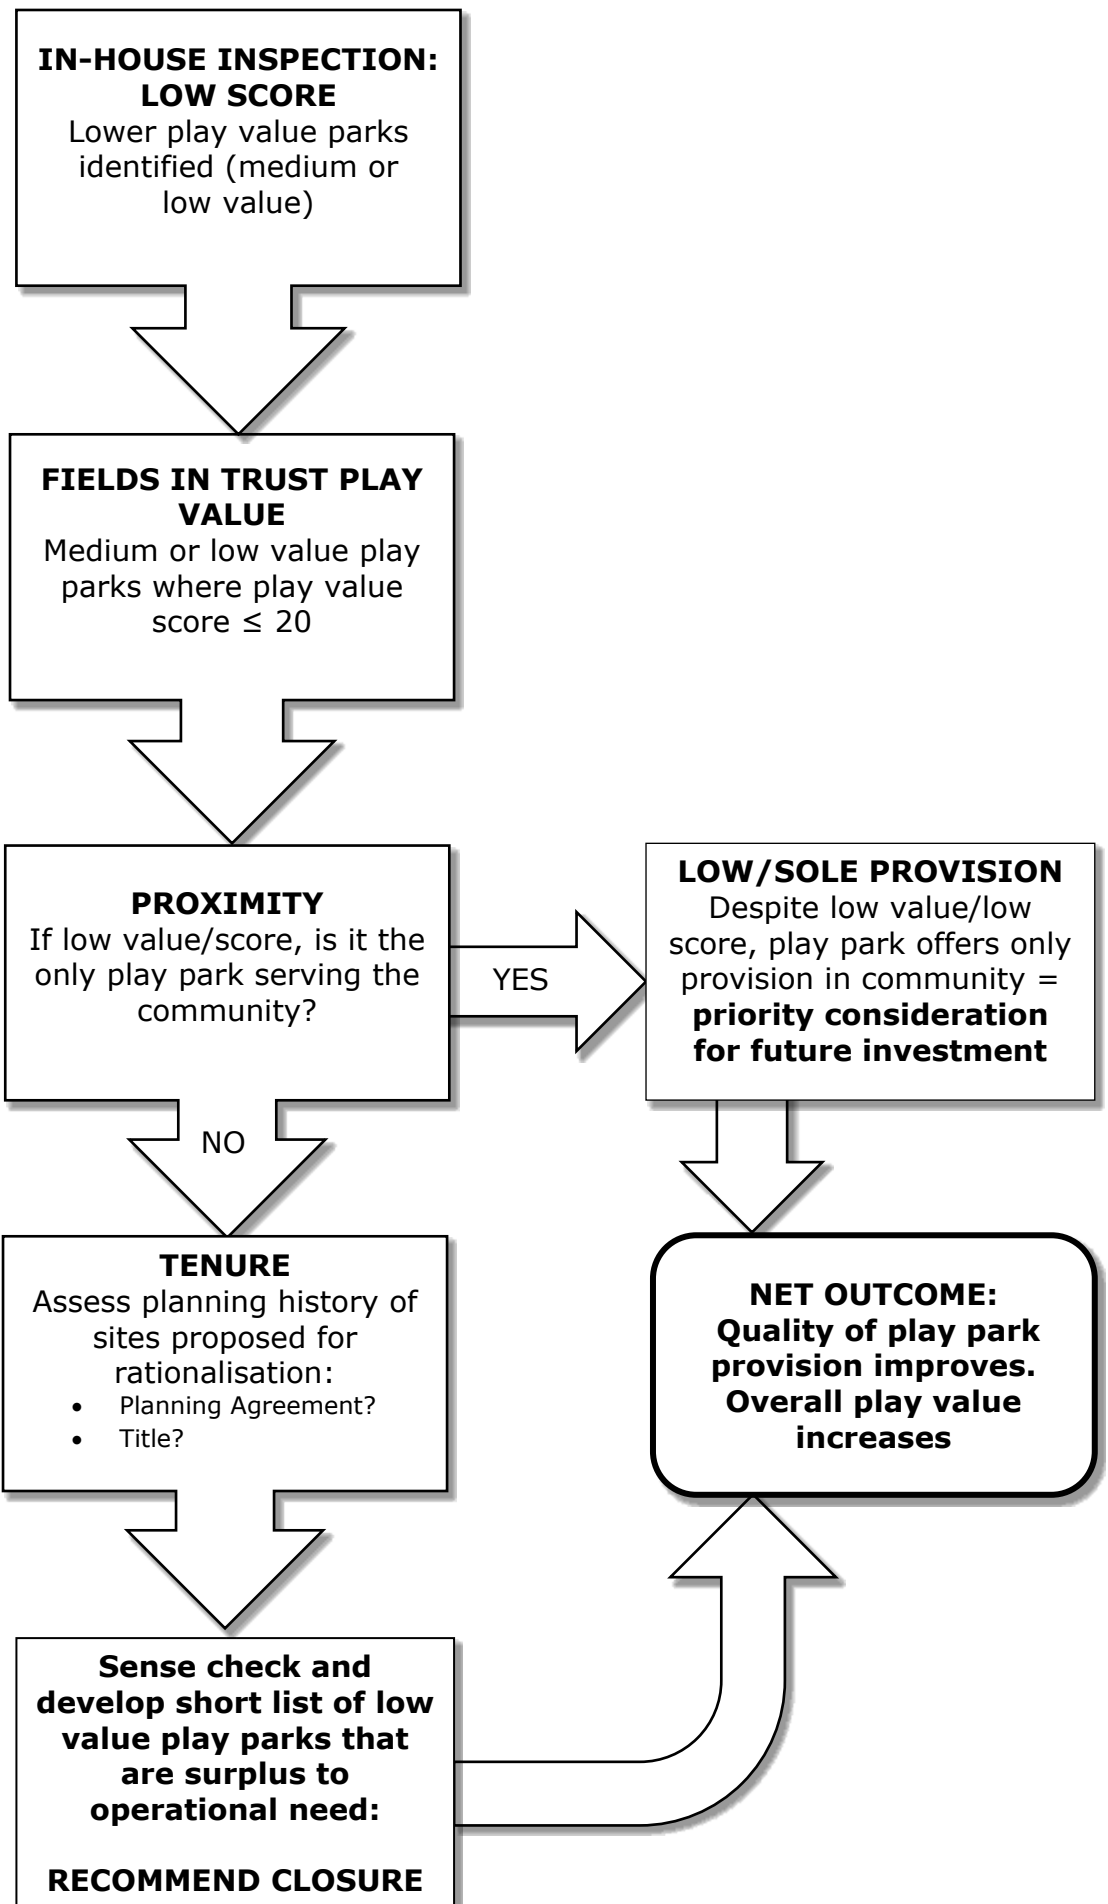 IN-HOUSE INSPECTION:
LOW SCORE
Lower play value parks
identified (medium or
low value)
FIELDS IN TRUST PLAY
VALUE
Medium or low value play
parks where play value
score ≤ 20
PROXIMITY
If low value/score, is it the
only play park serving the
community?
YES
LOW/SOLE PROVISION
Despite low value/low
score, play park offers only
provision in community =
priority consideration
for future investment
NO
TENURE
Assess planning history of
sites proposed for
rationalisation:
• Planning Agreement?
• Title?
NET OUTCOME:
Quality of play park
provision improves.
Overall play value
increases
Sense check and
develop short list of low
value play parks that
are surplus to
operational need:
RECOMMEND CLOSURE